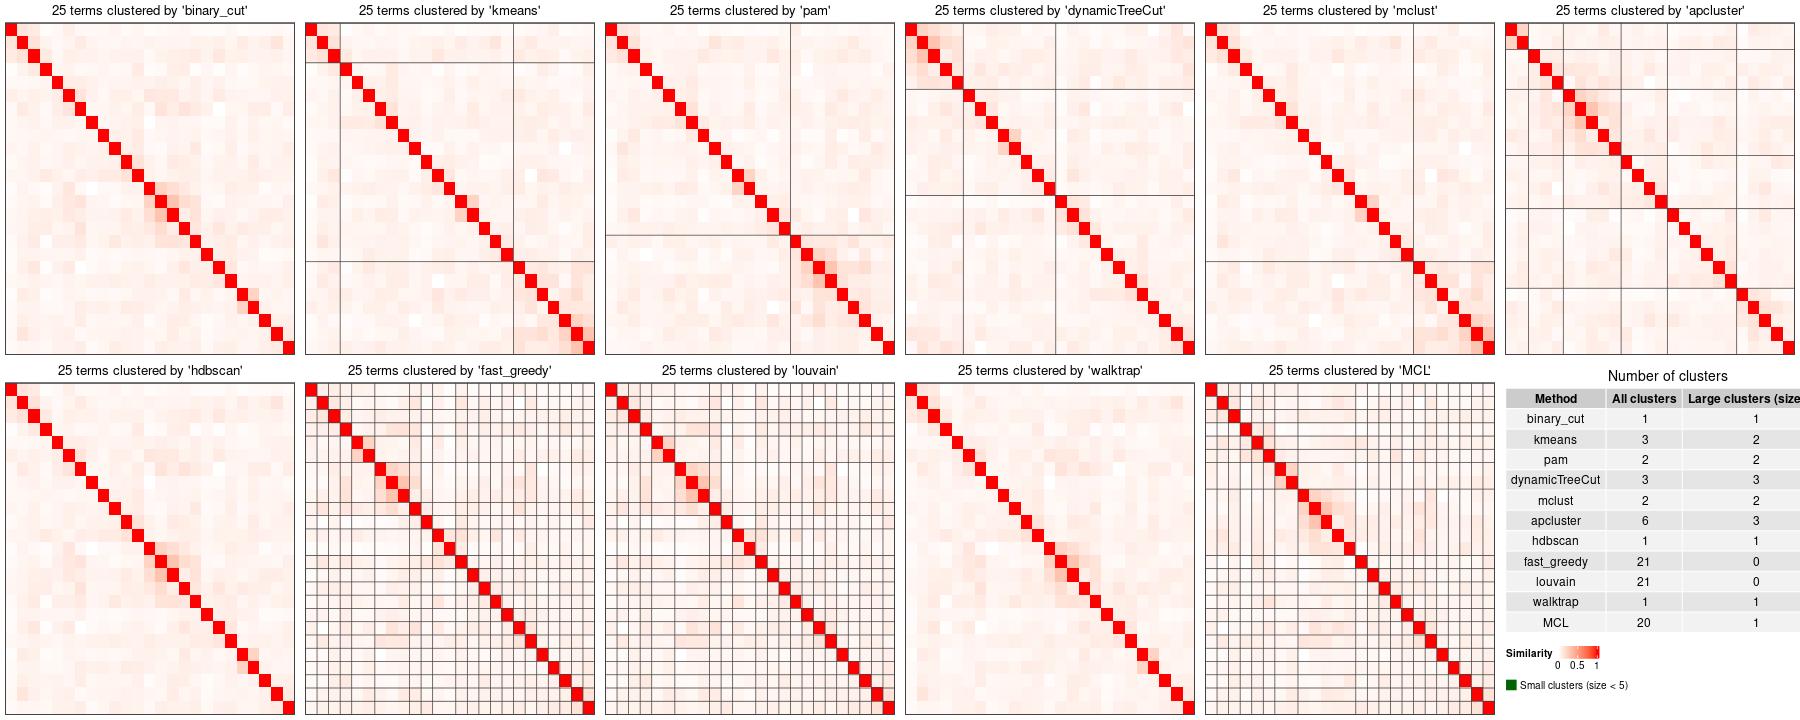 25 terms clustered by 'binary_cut'
25 terms clustered by 'kmeans'
25 terms clustered by 'pam'
25 terms clustered by 'dynamicTreeCut'
25 terms clustered by 'mclust'
25 terms clustered by 'apcluster'
25 terms clustered by 'hdbscan'
25 terms clustered by 'fast_greedy'
25 terms clustered by 'louvain'
25 terms clustered by 'walktrap'
25 terms clustered by 'MCL'
Number of clusters
Method All clusters Large clusters (size
binary_cut 1 1
kmeans 3 2
pam 2 2
dynamicTreeCut 3 3
mclust 2 2
apcluster 6 3
hdbscan 1 1
fast_greedy 21 0
louvain 21 0
walktrap 1 1
MCL 20 1
Similarity
0 0.5 1
Small clusters (size < 5)